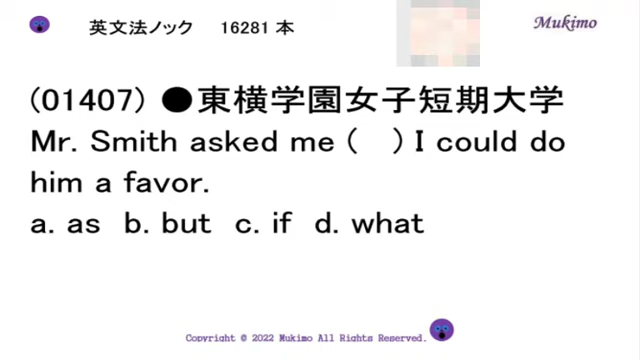 英文法ノック 16281 本
Mukimo
(01407) ●東横学園女子短期大学
Mr. Smith asked me ( ) I could do
him a favor.
a. as b. but c. if d. what
Copyright @ 2022 Mukimo All Rights Reserved.